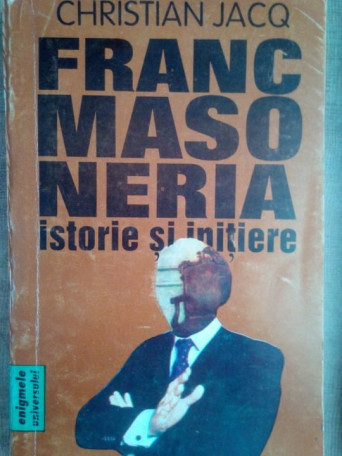 CHRISTIAN JACQ
FRANC
MASO
NERIA
istorie și inițiere
enigmele
universului